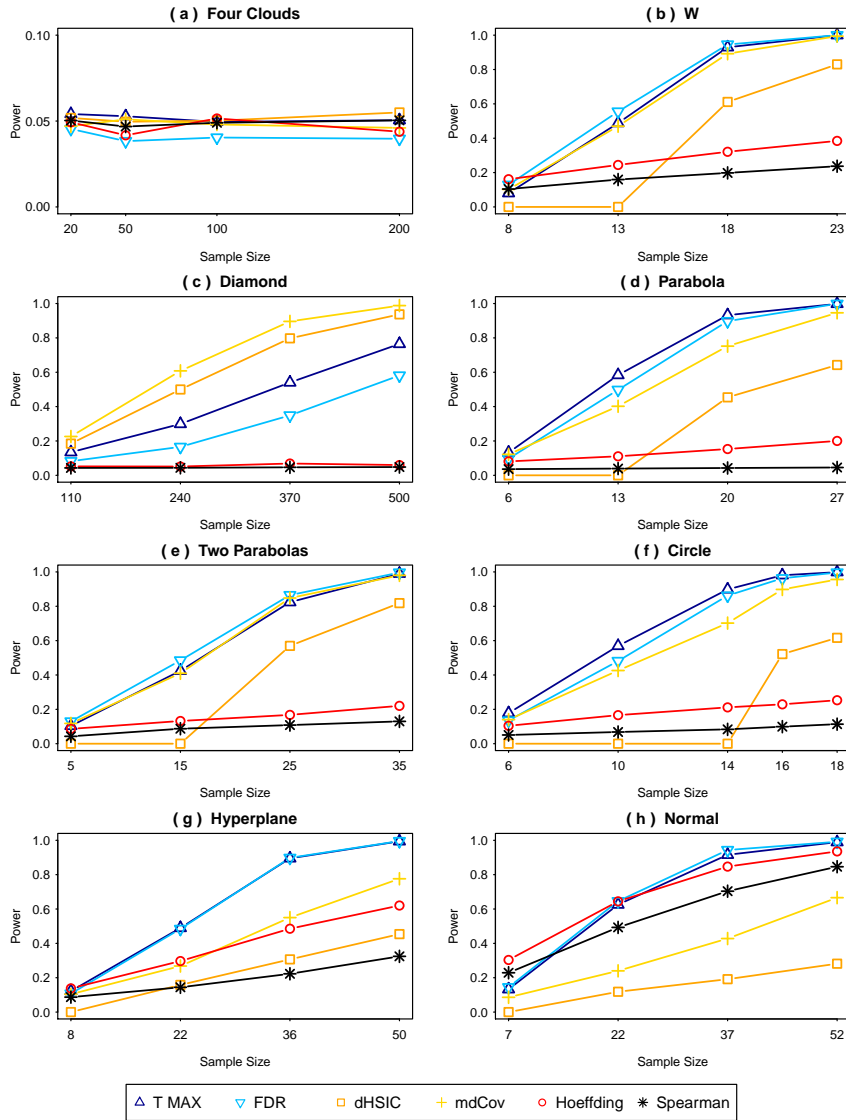 ( a ) Four Clouds
Power
0.10
0.05
0.00
20 50 100 200
Sample Size
( b ) W
Power
1.0
0.8
0.6
0.4
0.2
0.0
8 13 18 23
Sample Size
( c ) Diamond
Power
1.0
0.8
0.6
0.4
0.2
0.0
110 240 370 500
Sample Size
( d ) Parabola
Power
1.0
0.8
0.6
0.4
0.2
0.0
6 13 20 27
Sample Size
( e ) Two Parabolas
Power
1.0
0.8
0.6
0.4
0.2
0.0
5 15 25 35
Sample Size
( f ) Circle
Power
1.0
0.8
0.6
0.4
0.2
0.0
6 10 14 16 18
Sample Size
( g ) Hyperplane
Power
1.0
0.8
0.6
0.4
0.2
0.0
8 22 36 50
Sample Size
( h ) Normal
Power
1.0
0.8
0.6
0.4
0.2
0.0
7 22 37 52
Sample Size
T MAX FDR dHSIC mdCov Hoeffding Spearman